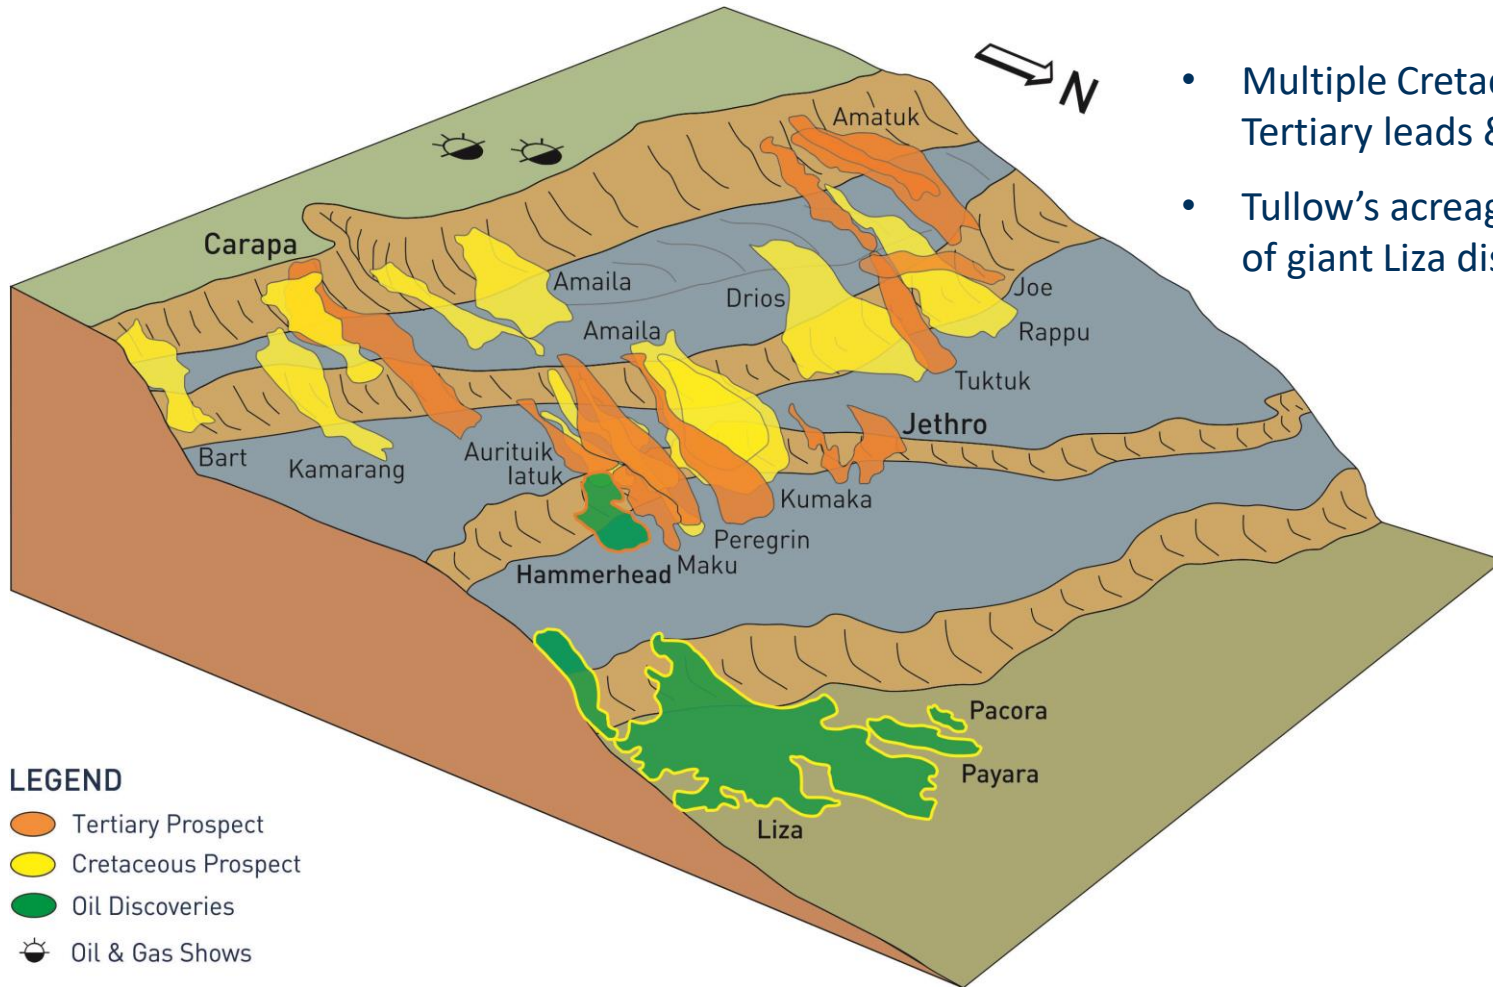 N
• Multiple Cretac
Tertiary leads &
• Tullow's acreag
of giant Liza dis
Amatuk
Carapa
Amaila
Drios
Joe
Amaila
Rappu
Tuktuk
Jethro
Bart
Kamarang
Aurituik
Iatuk
Kumaka
Peregrin
Maku
Hammerhead
Pacora
Payara
Liza
LEGEND
Tertiary Prospect
Cretaceous Prospect
Oil Discoveries
Oil & Gas Shows